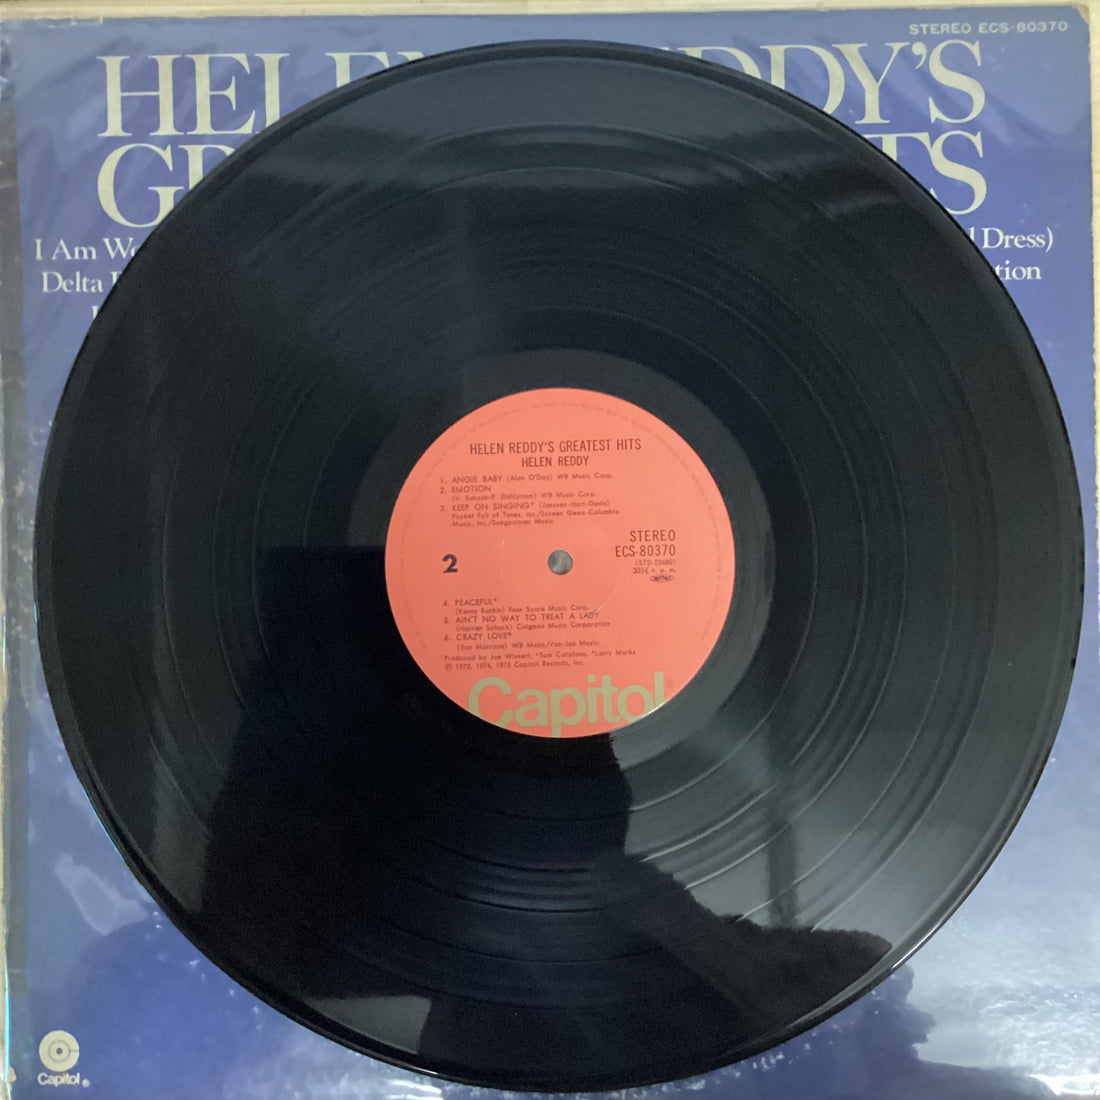 STEREO ECS-80370
HEL DDY'S
G TS
I Am Dress)
Delta tion
HELEN REDDY'S GREATEST HITS
HELEN REDDY
1. ANGIE BABY (Alan O'Day) WB Music Corp.
2. EMOTION
(V. Sanson-P. Dahlstrom) WB Music Corp.
3. KEEP ON SINGING* (Janssen-Hart-Davis)
Pocket Full of Tunes, Inc./Screen Gems-Columbia
Music, Inc./Songpainter Music
STEREO
ECS-80370
(ST2-23680)
33⅓ r. p. m.
2
4. PEACEFUL*
(Kenny Rankin) Four Score Music Corp.
5. AIN'T NO WAY TO TREAT A LADY
(Harriet Schock) Colgems Music Corporation
6. CRAZY LOVE
(Van Morrison) WB Music/Van-Jan Music.
Produced by Joe Wissert, *Tom Catalano, Larry Marks
℗ 1972, 1974, 1975 Capitol Records, Inc.
Capitol
Capitol®